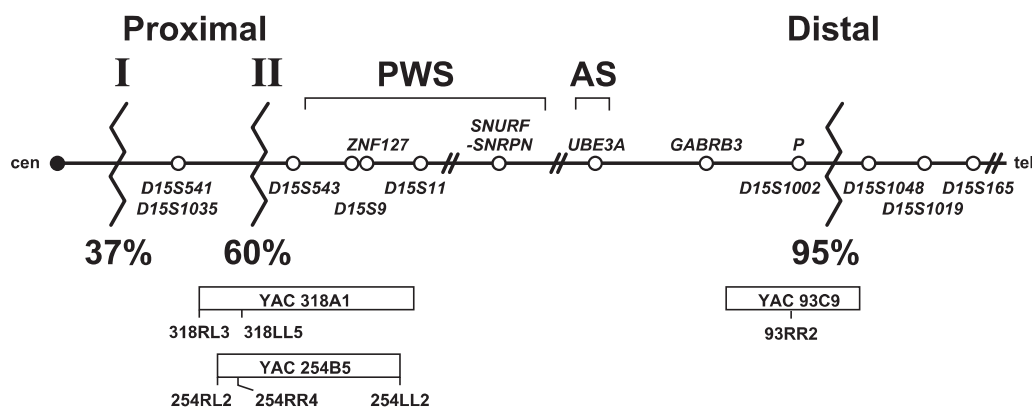 Proximal Distal
I II PWS AS
ZNF127 SNURF
-SNRPN UBE3A GABRB3 P
cen tel
D15S541 D15S543 D15S11 D15S1002 D15S1048 D15S165
D15S1035 D15S9 D15S1019
37% 60% 95%
YAC 318A1 YAC 93C9
318RL3 318LL5 93RR2
YAC 254B5
254RL2 254RR4 254LL2